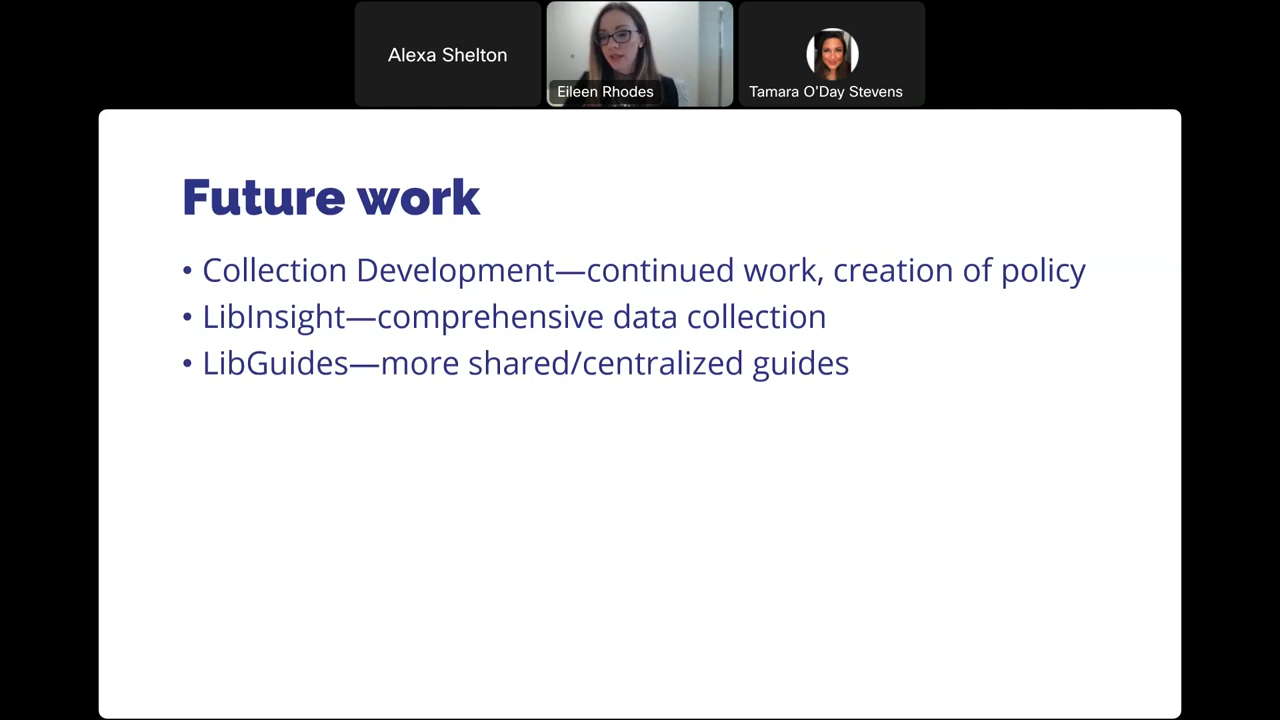 Alexa Shelton
Eileen Rhodes
Tamara O'Day Stevens
Future work
• Collection Development—continued work, creation of policy
• LibInsight—comprehensive data collection
• LibGuides—more shared/centralized guides